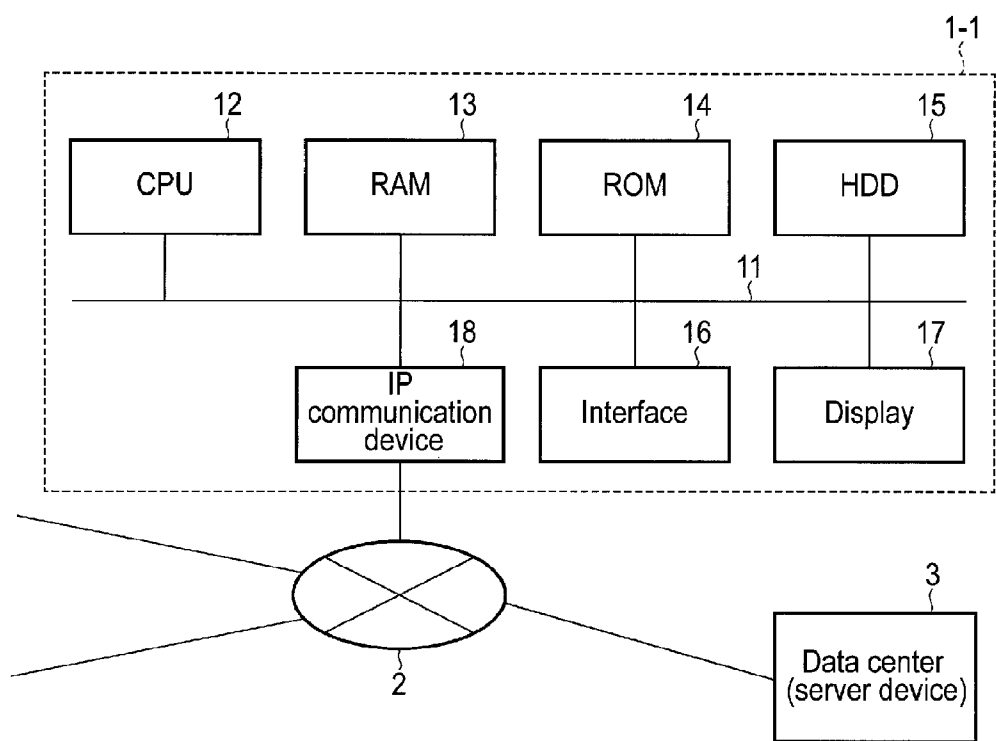 1-1
12
13
14
15
CPU
RAM
ROM
HDD
11
18
16
17
IP
communication
device
Interface
Display
2
3
Data center
(server device)